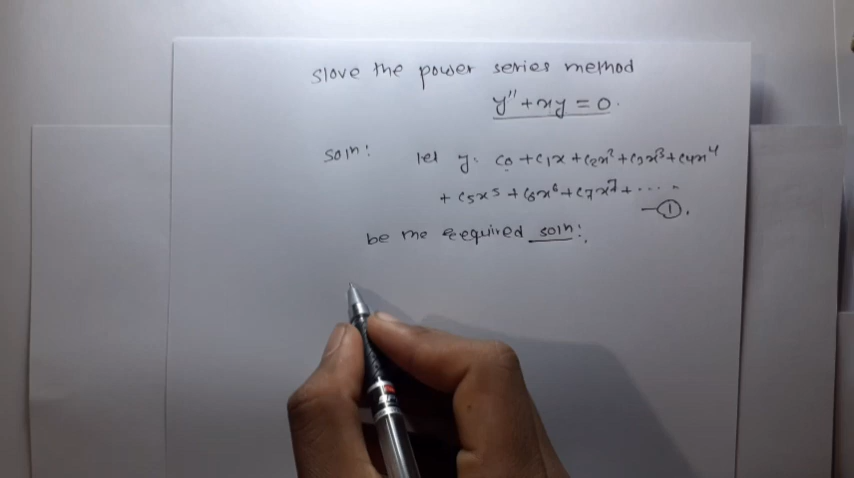 slove the power series method
y'' + xy = 0.
soln: let y = c0 + c1x + c2x² + c3x³ + c4x⁴
+ c5x⁵ + c6x⁶ + c7x⁷ + .....
—①.
be the required soln:.